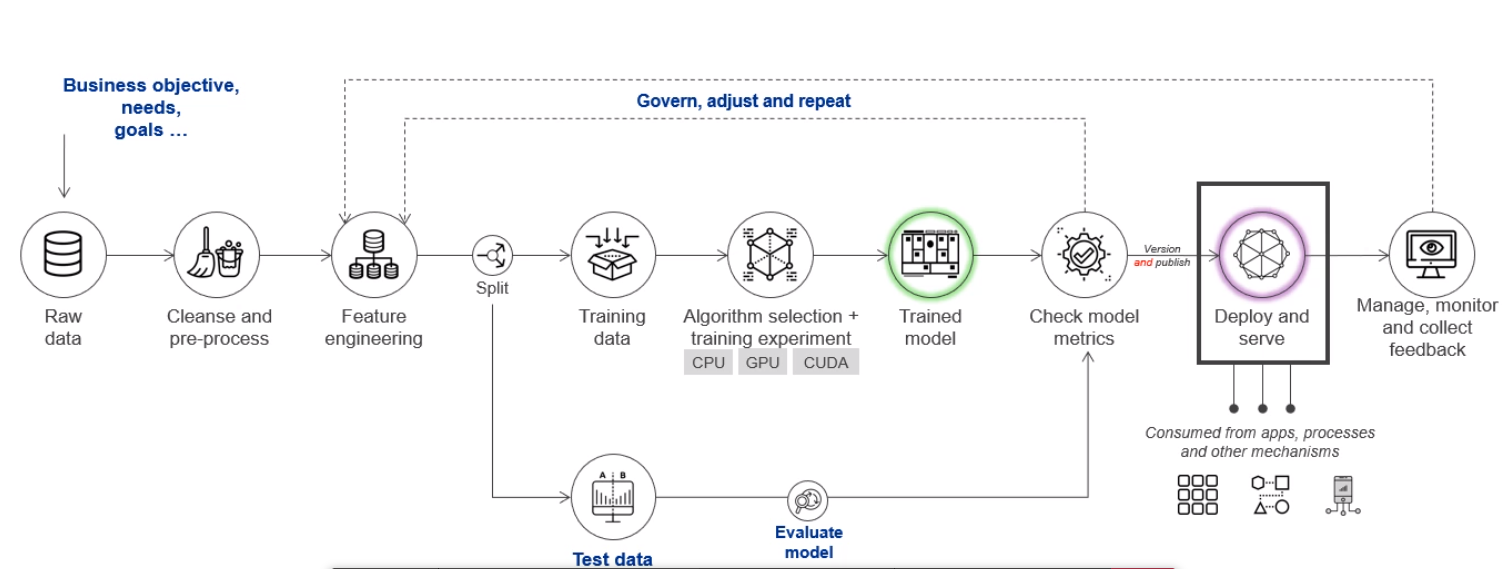 Business objective,
needs,
goals ...
Govern, adjust and repeat
Raw
data
Cleanse and
pre-process
Feature
engineering
Split
Training
data
Algorithm selection +
training experiment
CPU
GPU
CUDA
Trained
model
Check model
metrics
Version
and publish
Deploy and
serve
Manage, monitor
and collect
feedback
Consumed from apps, processes
and other mechanisms
A B
Test data
Evaluate
model